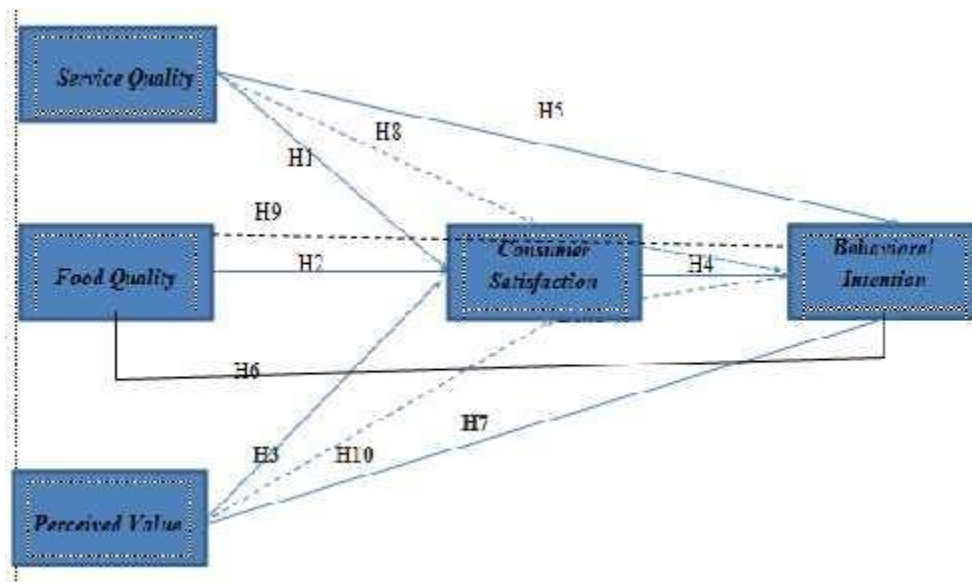 Service Quality
H5
H8
H1
H9
Consumer
Satisfaction
Behavioral
Intention
H2
H4
Food Quality
H6
H7
H3
H10
Perceived Value